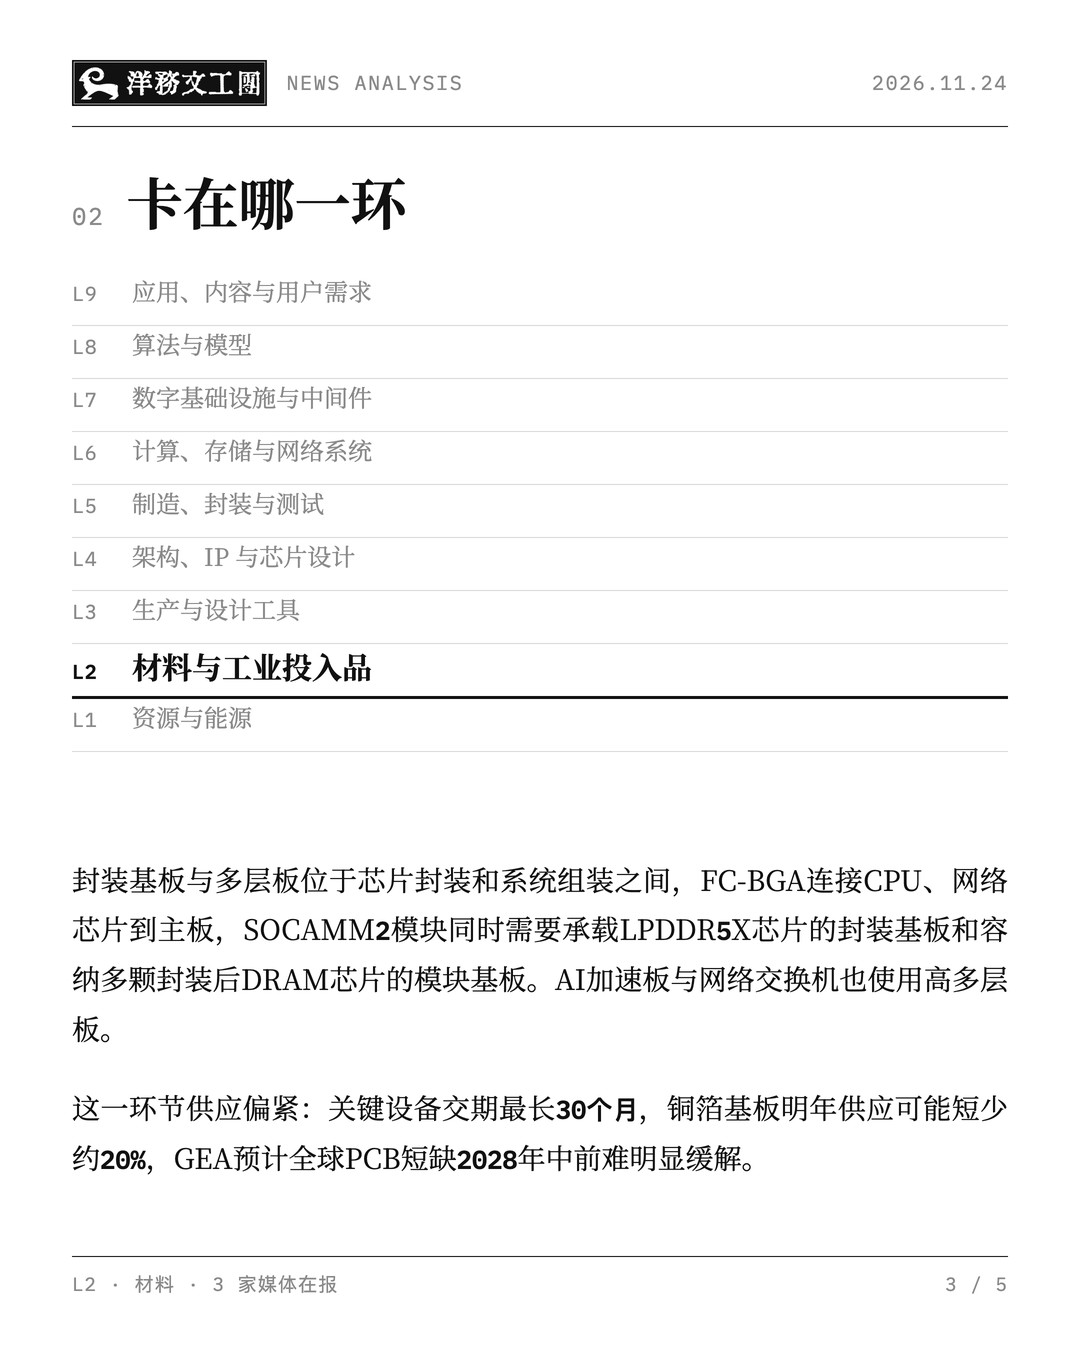 洋務文工團 NEWS ANALYSIS 2026.11.24
02 卡在哪一环
L9 应用、内容与用户需求
L8 算法与模型
L7 数字基础设施与中间件
L6 计算、存储与网络系统
L5 制造、封装与测试
L4 架构、IP 与芯片设计
L3 生产与设计工具
L2 材料与工业投入品
L1 资源与能源
封装基板与多层板位于芯片封装和系统组装之间，FC-BGA连接CPU、网络
芯片到主板，SOCAMM2模块同时需要承载LPDDR5X芯片的封装基板和容
纳多颗封装后DRAM芯片的模块基板。AI加速板与网络交换机也使用高多层
板。
这一环节供应偏紧：关键设备交期最长30个月，铜箔基板明年供应可能短少
约20%，GEA预计全球PCB短缺2028年中前难明显缓解。
L2 · 材料 · 3 家媒体在报 3 / 5